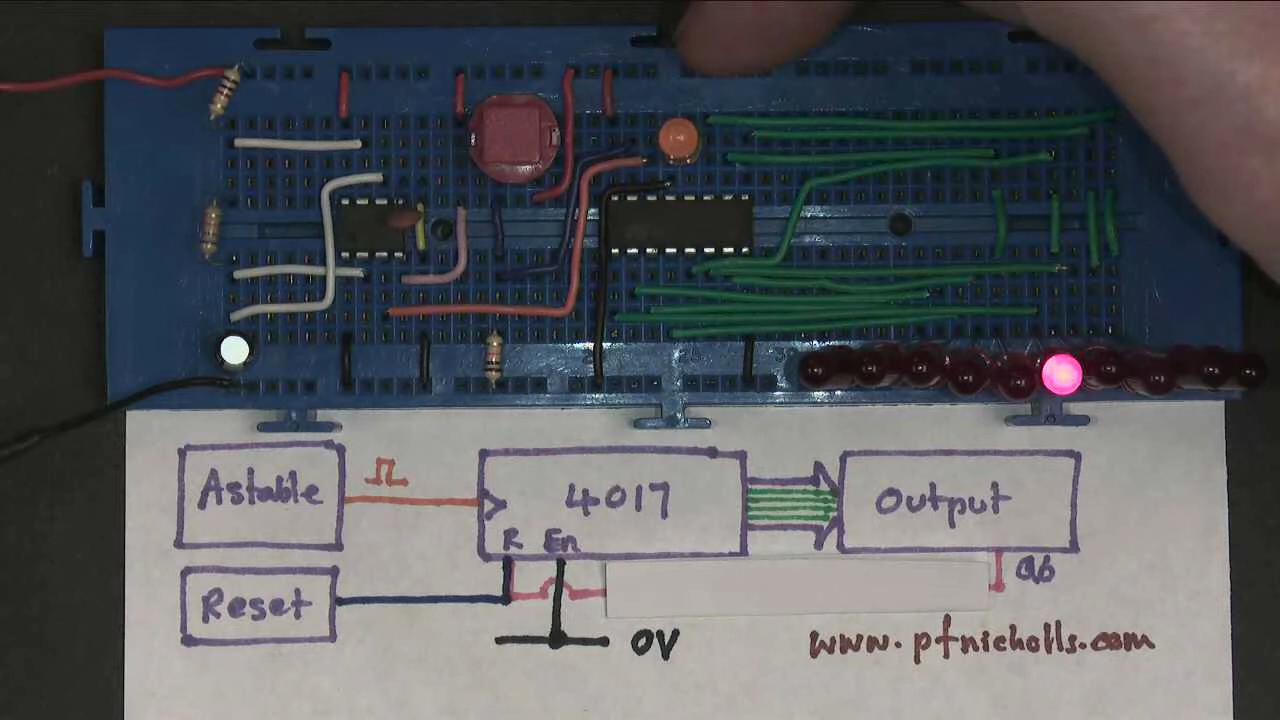 Astable
4017
Output
R
En
Q6
Reset
0V
www.pfnicholls.com